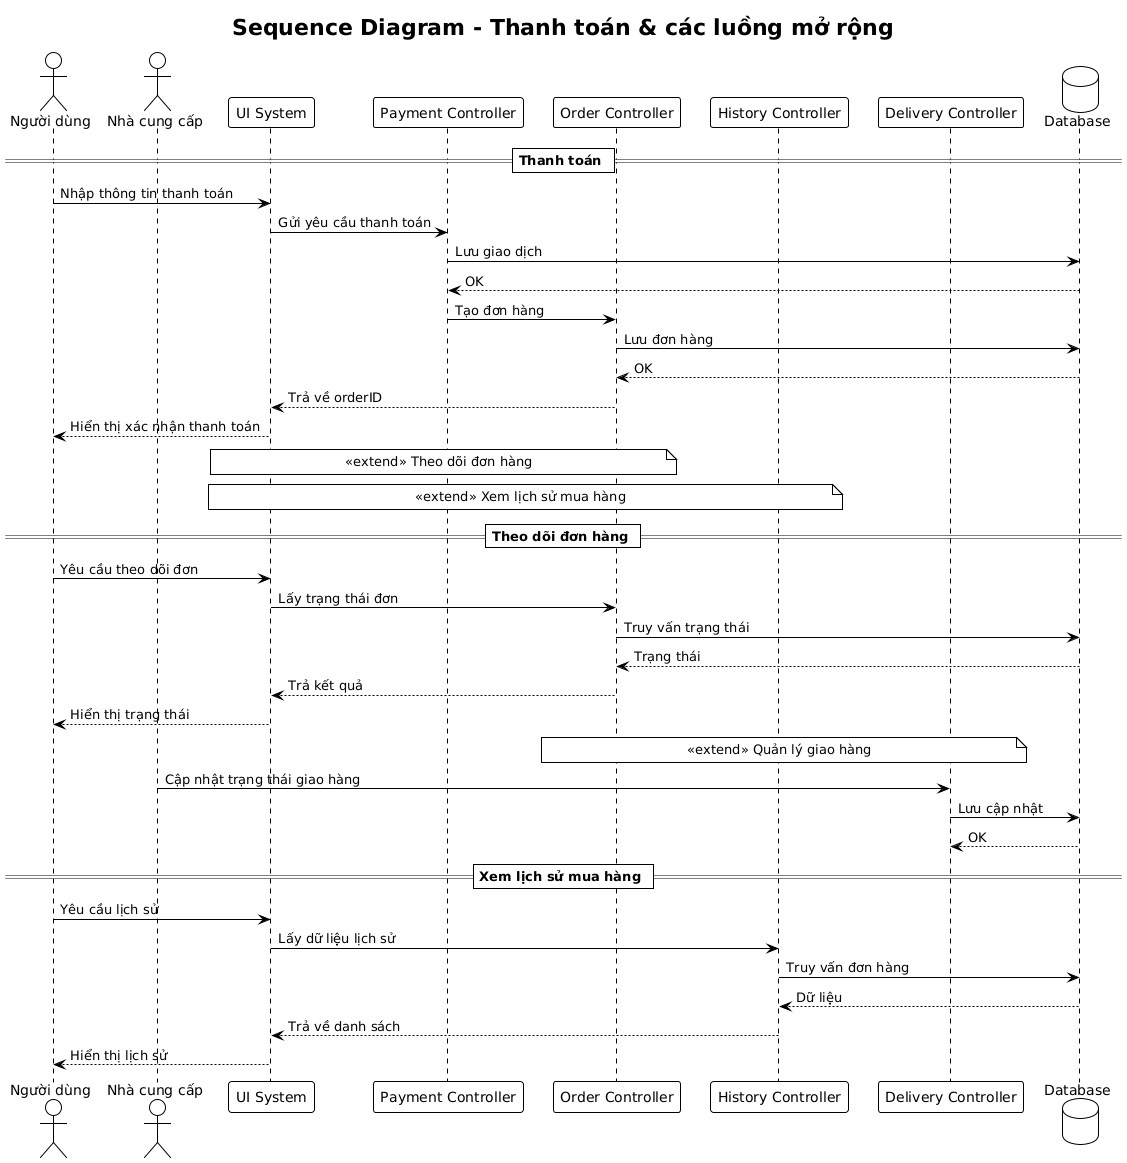 Sequence Diagram - Thanh toán & các luồng mở rộng
Người dùng
Nhà cung cấp
UI System
Payment Controller
Order Controller
History Controller
Delivery Controller
Database
Thanh toán
Nhập thông tin thanh toán
Gửi yêu cầu thanh toán
Lưu giao dịch
OK
Tạo đơn hàng
Lưu đơn hàng
OK
Trả về orderID
Hiển thị xác nhận thanh toán
«extend» Theo dõi đơn hàng
«extend» Xem lịch sử mua hàng
Theo dõi đơn hàng
Yêu cầu theo dõi đơn
Lấy trạng thái đơn
Truy vấn trạng thái
Trạng thái
Trả kết quả
Hiển thị trạng thái
«extend» Quản lý giao hàng
Cập nhật trạng thái giao hàng
Lưu cập nhật
OK
Xem lịch sử mua hàng
Yêu cầu lịch sử
Lấy dữ liệu lịch sử
Truy vấn đơn hàng
Dữ liệu
Trả về danh sách
Hiển thị lịch sử
Người dùng
Nhà cung cấp
UI System
Payment Controller
Order Controller
History Controller
Delivery Controller
Database